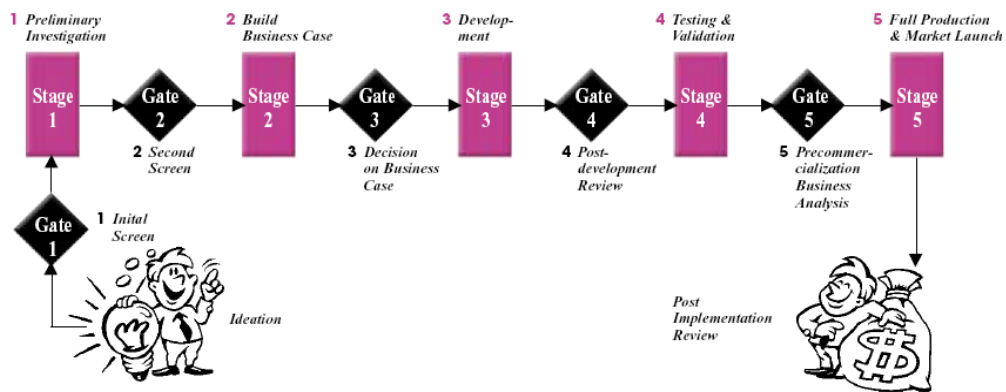 1 Preliminary
Investigation
2 Build
Business Case
3 Develop-
ment
4 Testing &
Validation
5 Full Production
& Market Launch
Stage
1
Gate
2
Stage
2
Gate
3
Stage
3
Gate
4
Stage
4
Gate
5
Stage
5
2 Second
Screen
3 Decision
on Business
Case
4 Post-
development
Review
5 Precommer-
cialization
Business
Analysis
Gate
1
1 Inital
Screen
Ideation
Post
Implementation
Review
$